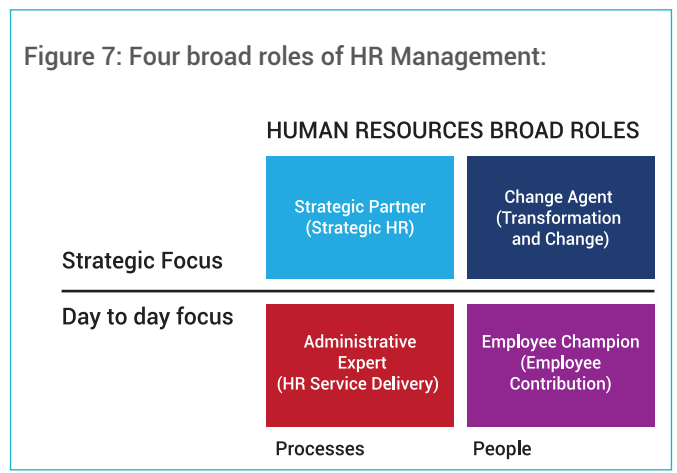 Figure 7: Four broad roles of HR Management:
HUMAN RESOURCES BROAD ROLES
Strategic Partner
(Strategic HR)
Change Agent
(Transformation
and Change)
Strategic Focus
Day to day focus
Administrative
Expert
(HR Service Delivery)
Employee Champion
(Employee
Contribution)
Processes
People